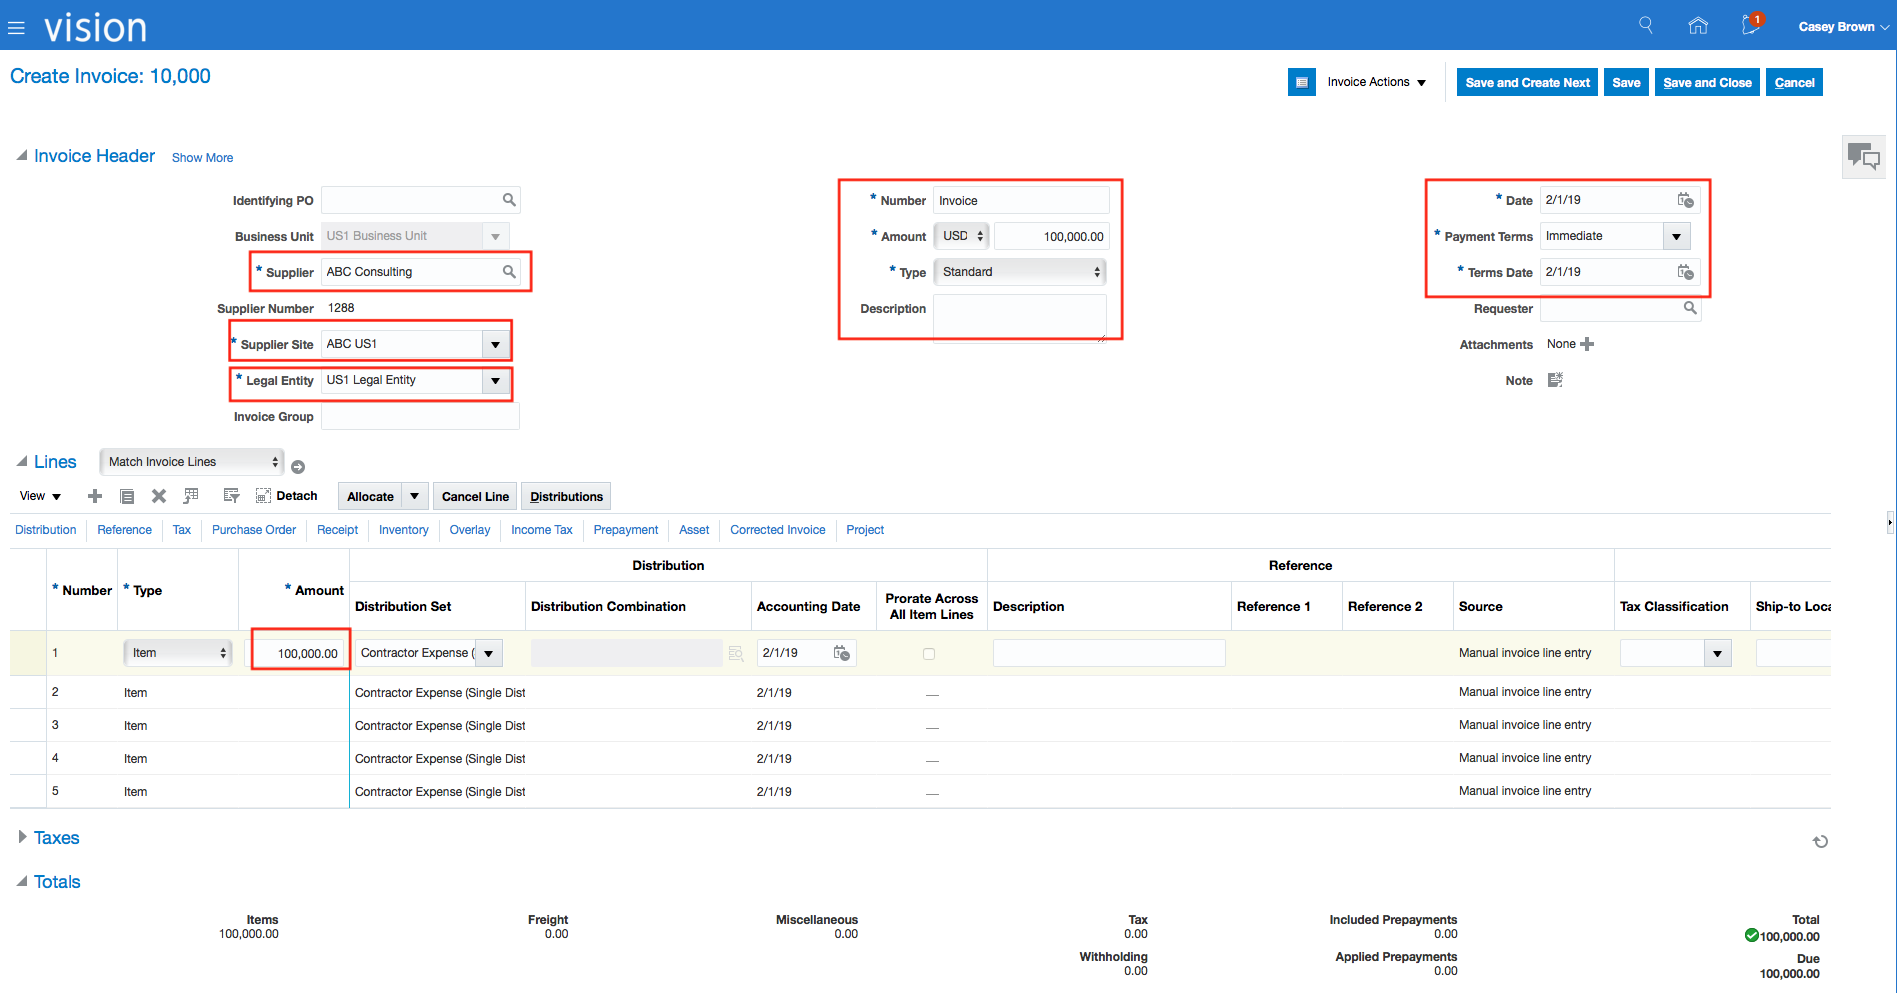 vision
1
Casey Brown
Create Invoice: 10,000
Invoice Actions
Save and Create Next
Save
Save and Close
Cancel
Invoice Header
Show More
Identifying PO
Business Unit US1 Business Unit
* Supplier ABC Consulting
Supplier Number 1288
* Supplier Site ABC US1
* Legal Entity US1 Legal Entity
Invoice Group
* Number Invoice
* Amount USD 100,000.00
* Type Standard
Description
* Date 2/1/19
* Payment Terms Immediate
* Terms Date 2/1/19
Requester
Attachments None
Note
Lines Match Invoice Lines
View Detach Allocate Cancel Line Distributions
Distribution Reference Tax Purchase Order Receipt Inventory Overlay Income Tax Prepayment Asset Corrected Invoice Project
Distribution Reference
* Number * Type * Amount Distribution Set Distribution Combination Accounting Date Prorate Across All Item Lines Description Reference 1 Reference 2 Source Tax Classification Ship-to Loca
1 Item 100,000.00 Contractor Expense ( 2/1/19 Manual invoice line entry
2 Item Contractor Expense (Single Dist 2/1/19 — Manual invoice line entry
3 Item Contractor Expense (Single Dist 2/1/19 — Manual invoice line entry
4 Item Contractor Expense (Single Dist 2/1/19 — Manual invoice line entry
5 Item Contractor Expense (Single Dist 2/1/19 — Manual invoice line entry
Taxes
Totals
Items Freight Miscellaneous Tax Included Prepayments Total
100,000.00 0.00 0.00 0.00 0.00 100,000.00
Withholding Applied Prepayments Due
0.00 0.00 100,000.00